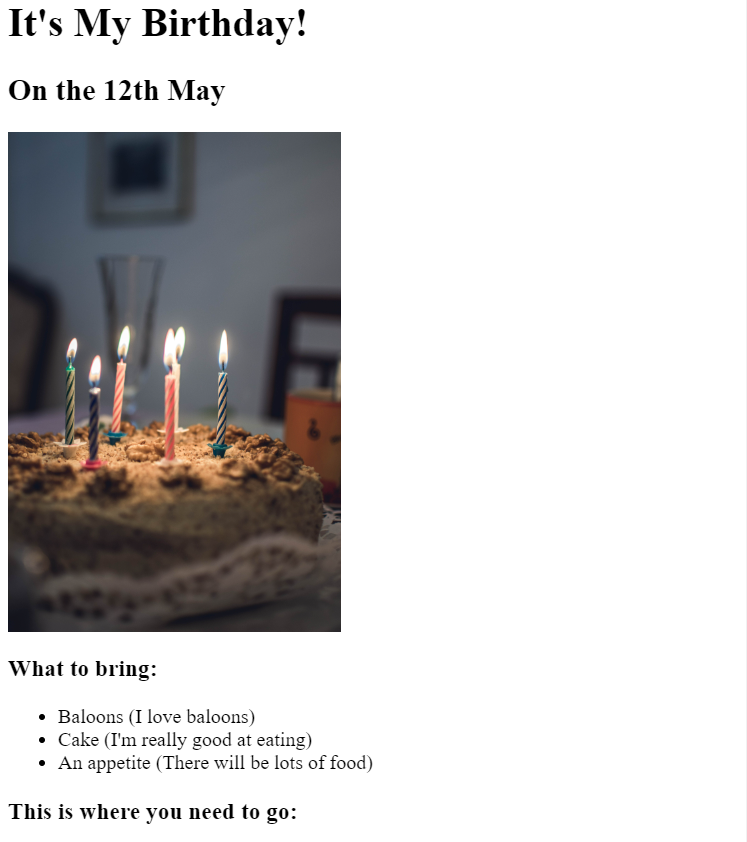 It's My Birthday!
On the 12th May
What to bring:
Baloons (I love baloons)
Cake (I'm really good at eating)
An appetite (There will be lots of food)
This is where you need to go: